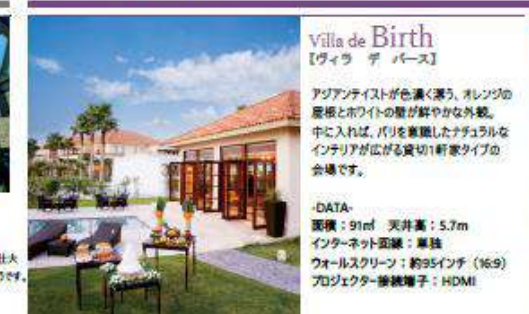 Villa de Birth
【ヴィラ デ バース】
アジアンテイストが色濃く漂う、オレンジの
屋根とホワイトの壁が鮮やかな外観。
中に入れば、バリを意識したナチュラルな
インテリアが広がる貸切1軒家タイプの
会場です。
-DATA-
面積：91㎡ 天井高：5.7m
インターネット回線：単独
ウォールスクリーン：約95インチ（16:9）
プロジェクター接続端子：HDMI
壮大
うです。